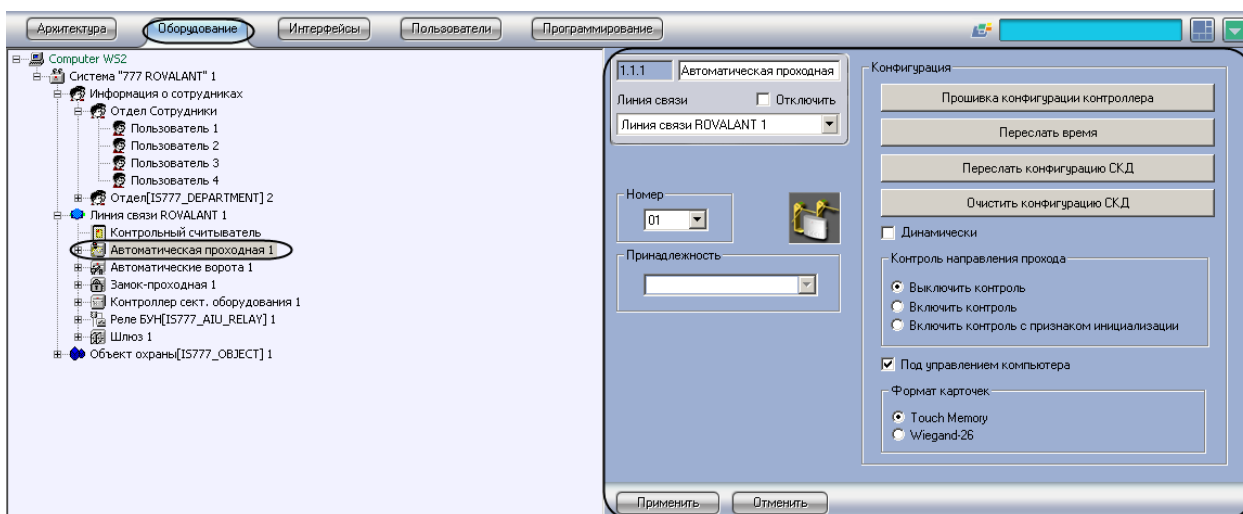 Архитектура Оборудование Интерфейсы Пользователи Программирование
Computer WS2
Система "777 ROVALANT" 1
Информация о сотрудниках
Отдел Сотрудники
Пользователь 1
Пользователь 2
Пользователь 3
Пользователь 4
Отдел[IS777_DEPARTMENT] 2
Линия связи ROVALANT 1
Контрольный считыватель
Автоматическая проходная 1
Автоматические ворота 1
Замок-проходная 1
Контроллер сект. оборудования 1
Реле БУН[IS777_AIU_RELAY] 1
Шлюз 1
Объект охраны[IS777_OBJECT] 1
1.1.1 Автоматическая проходная
Линия связи Отключить
Линия связи ROVALANT 1
Номер
01
Принадлежность
Конфигурация
Прошивка конфигурации контроллера
Переслать время
Переслать конфигурацию СКД
Очистить конфигурацию СКД
Динамически
Контроль направления прохода
Выключить контроль
Включить контроль
Включить контроль с признаком инициализации
Под управлением компьютера
Формат карточек
Touch Memory
Wiegand-26
Применить Отменить